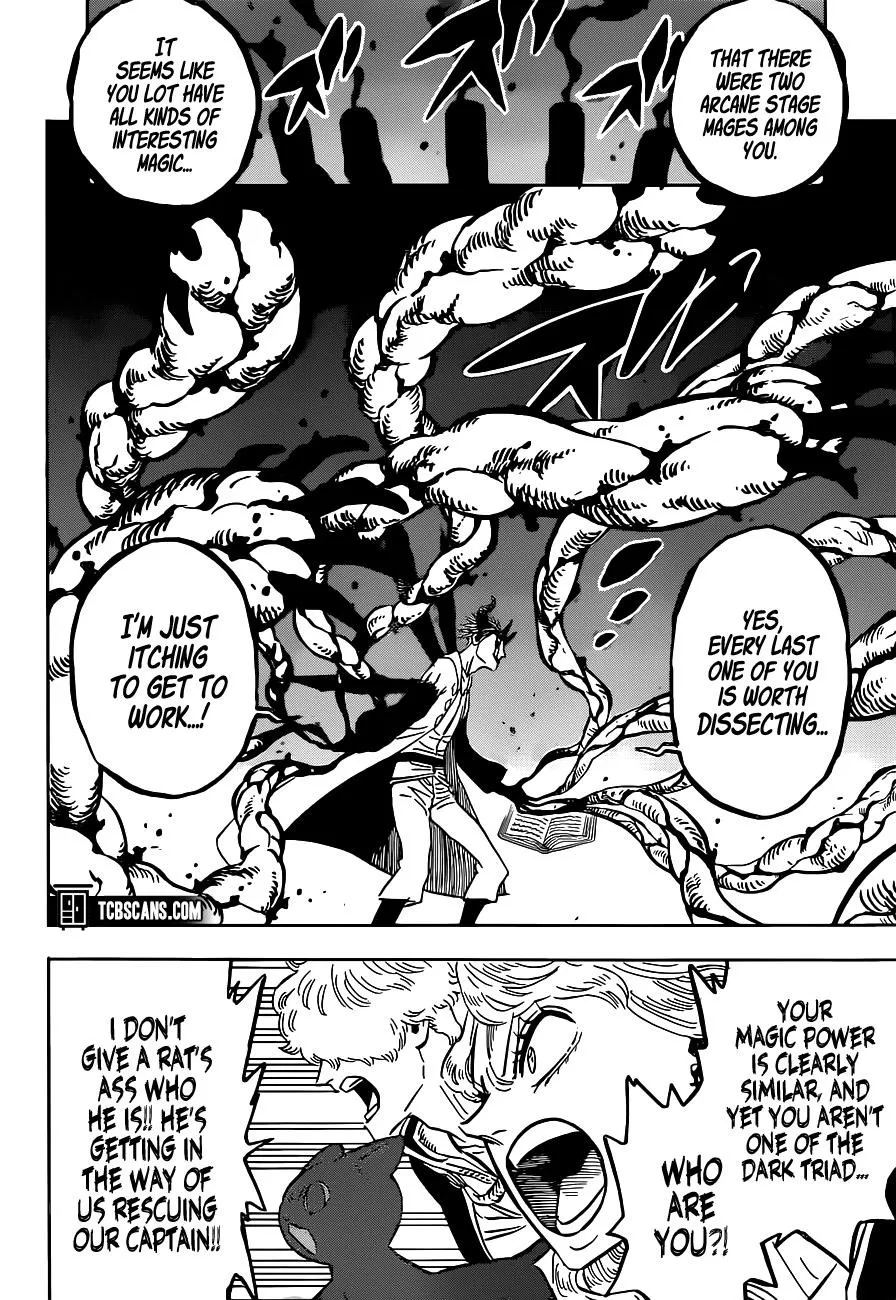 THAT THERE
WERE TWO
ARCANE STAGE
MAGES AMONG
YOU.
IT
SEEMS LIKE
YOU LOT HAVE
ALL KINDS OF
INTERESTING
MAGIC...
ズ
ズ
ズ
YES,
EVERY LAST
ONE OF YOU
IS WORTH
DISSECTING...
I'M JUST
ITCHING
TO GET TO
WORK...!
TCBSCANS.COM
YOUR
MAGIC POWER
IS CLEARLY
SIMILAR, AND
YET YOU AREN'T
ONE OF THE
DARK TRIAD...
WHO
ARE
YOU?!
I DON'T
GIVE A RAT'S
ASS WHO
HE IS!! HE'S
GETTING IN
THE WAY OF
US RESCUING
OUR CAPTAIN!!